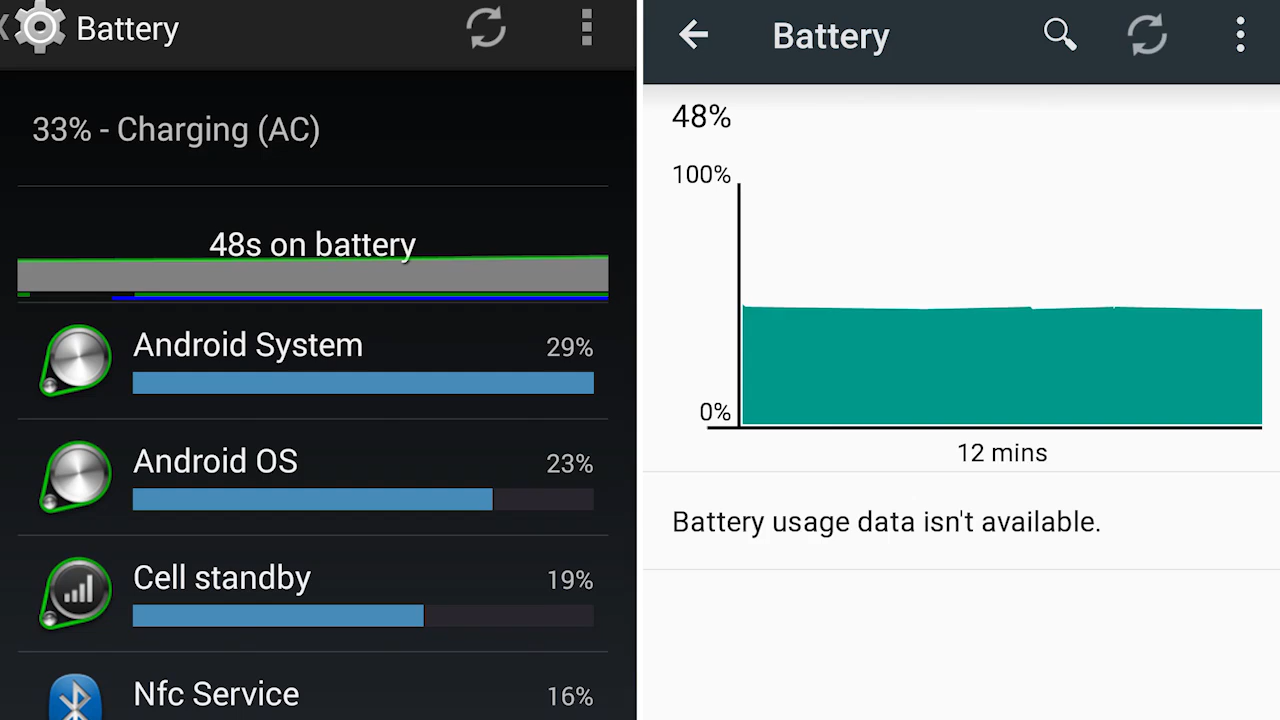 Battery
33% - Charging (AC)
48s on battery
Android System 29%
Android OS 23%
Cell standby 19%
Nfc Service 16%
Battery
48%
100%
0%
12 mins
Battery usage data isn't available.